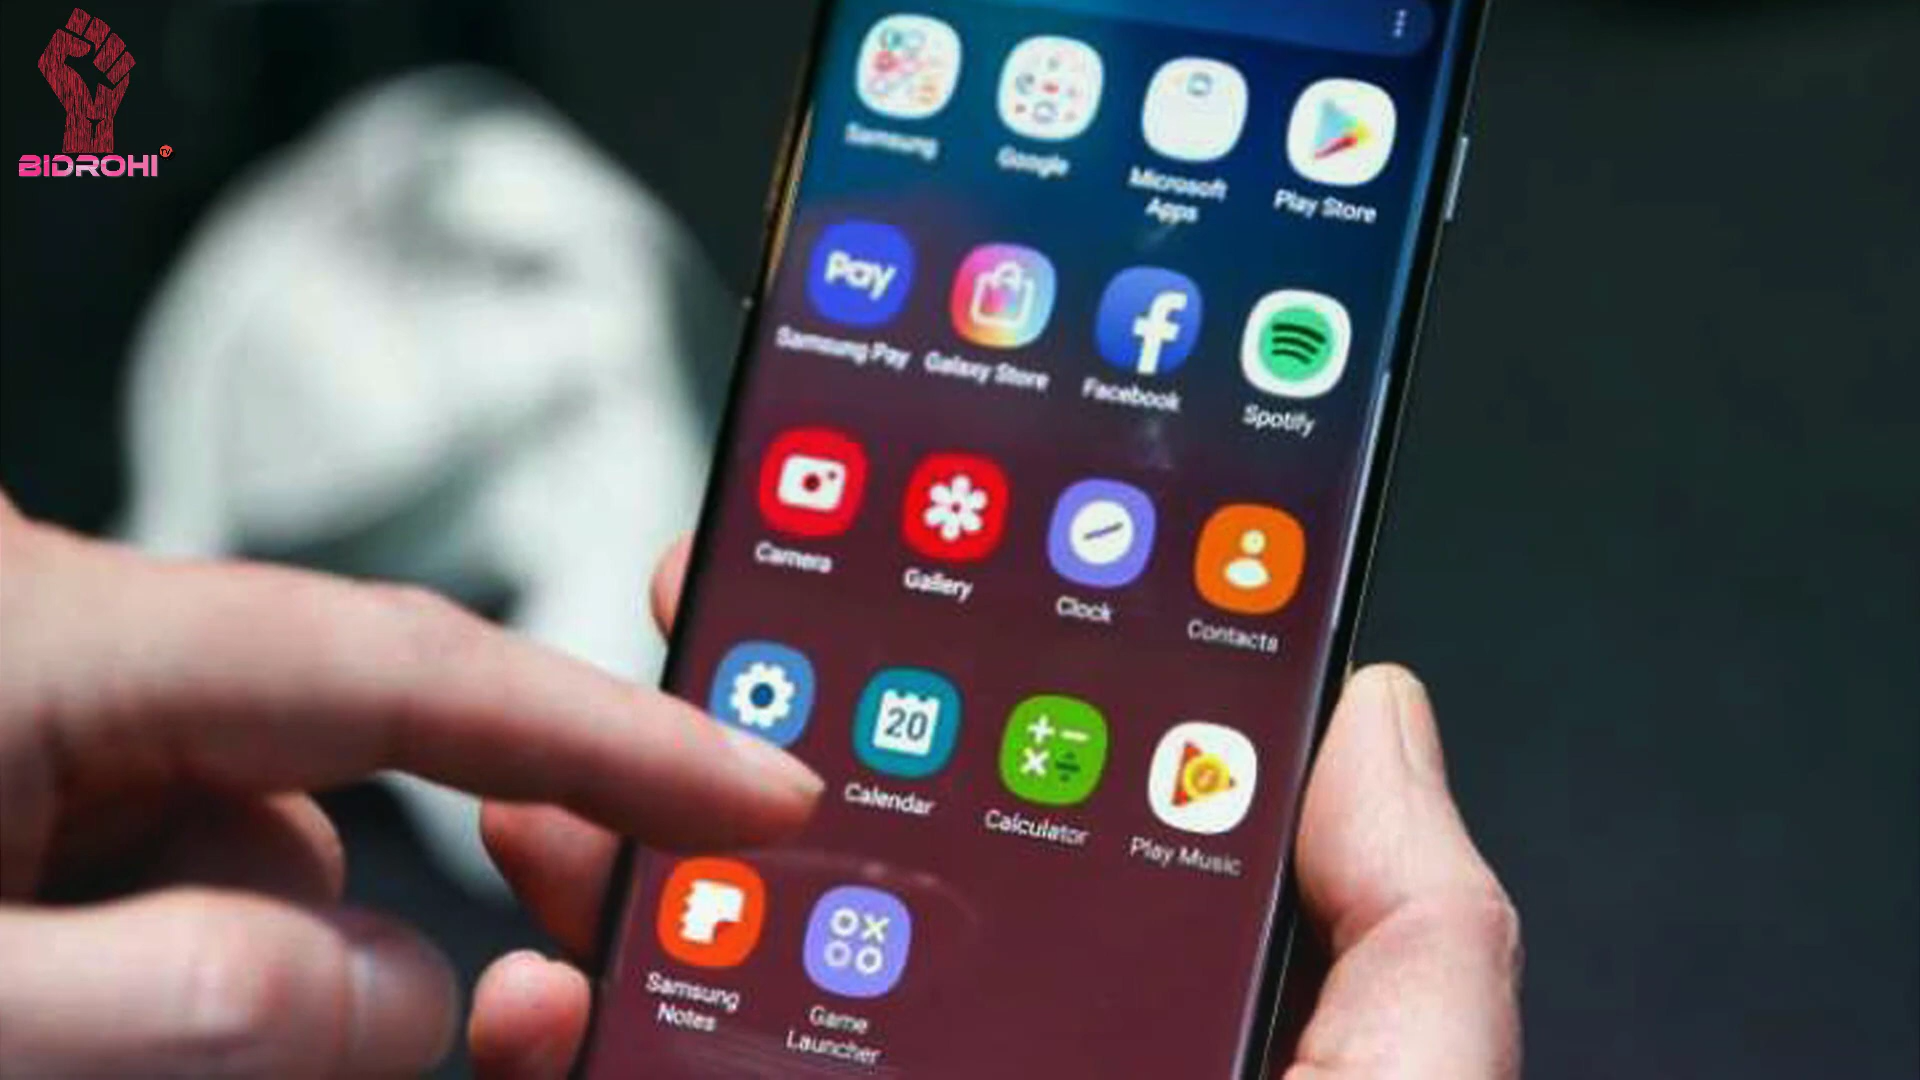 BIDROHI TV
Samsung
Google
Microsoft
Apps
Play Store
Pay
Samsung Pay
Galaxy Store
Facebook
Spotify
Camera
Gallery
Clock
Contacts
20
Calendar
Calculator
Play Music
Samsung
Notes
Game
Launcher